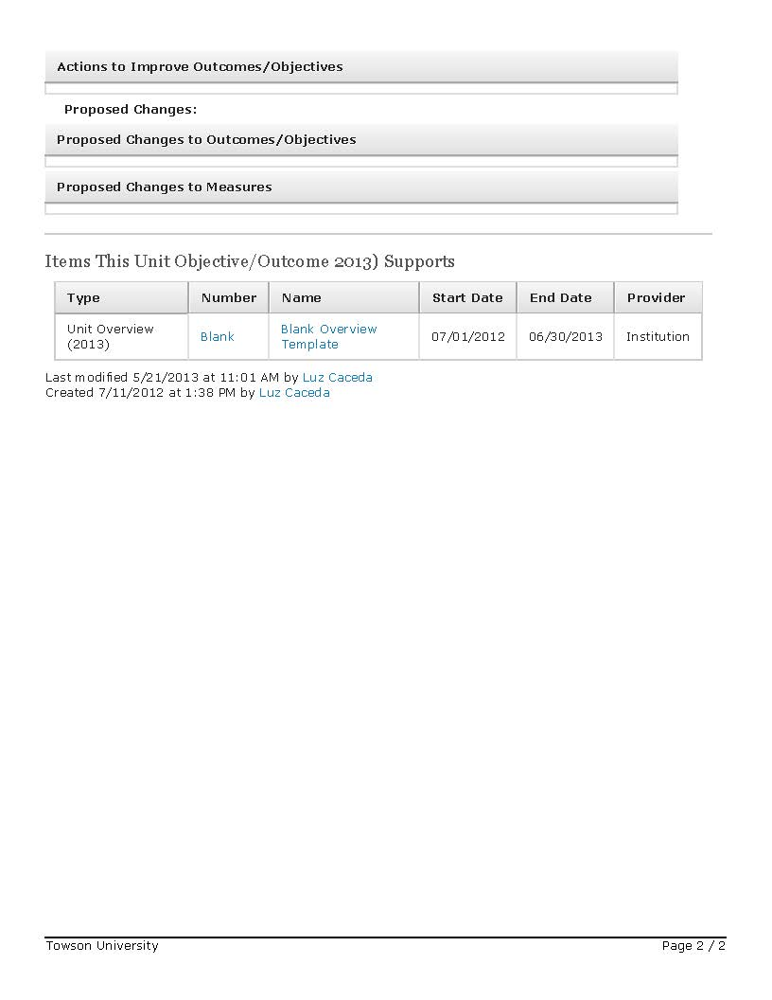 Actions to Improve Outcomes/Objectives
Proposed Changes:
Proposed Changes to Outcomes/Objectives
Proposed Changes to Measures
Items This Unit Objective/Outcome 2013) Supports
Type Number Name Start Date End Date Provider
Unit Overview (2013) Blank Blank Overview Template 07/01/2012 06/30/2013 Institution
Last modified 5/21/2013 at 11:01 AM by Luz Caceda
Created 7/11/2012 at 1:38 PM by Luz Caceda
Towson University Page 2 / 2